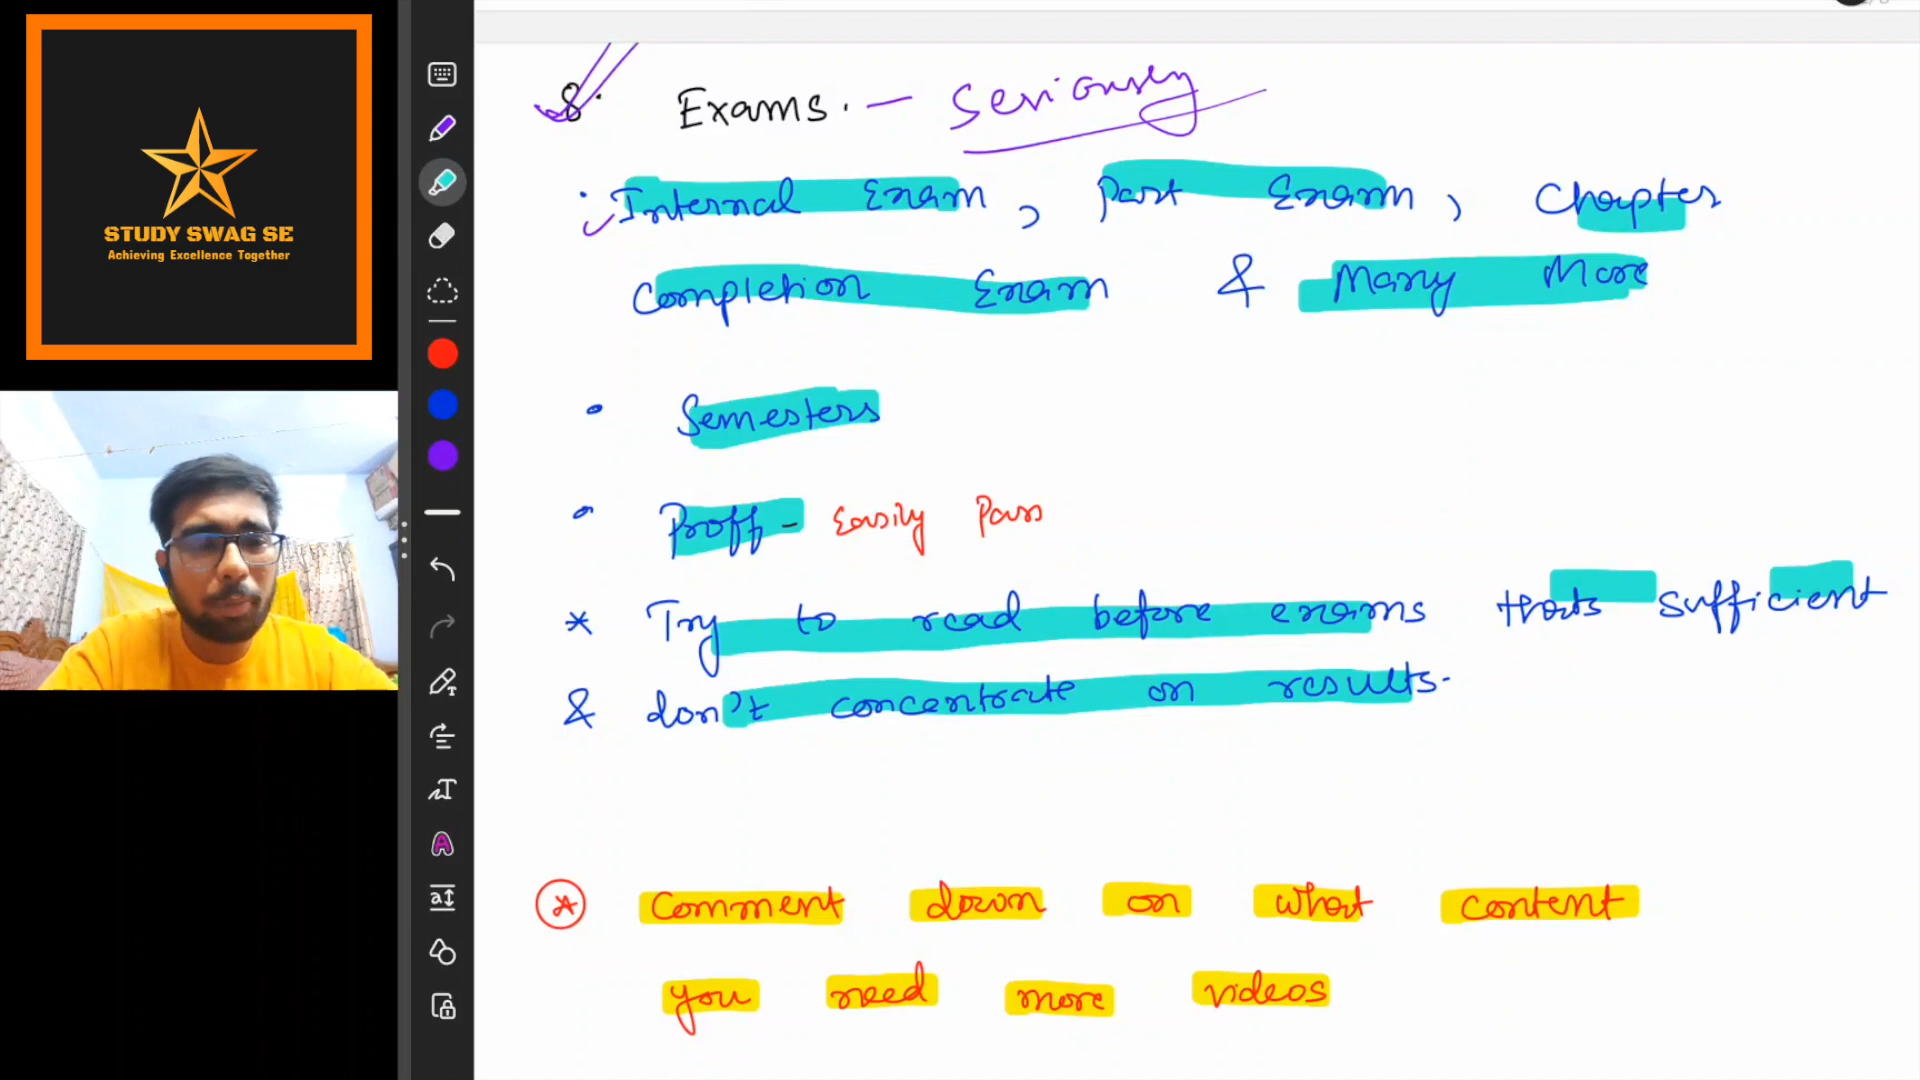 STUDY SWAG SE
Achieving Excellence Together
8. Exams. - Seriously
Internal Exam, Part Exam, Chapter
Completion Exam & Many More
• Semesters
• Proff - Easily Pass
* Try to read before exams thats sufficient
& don't concentrate on results.
* Comment down on what content
you need more videos